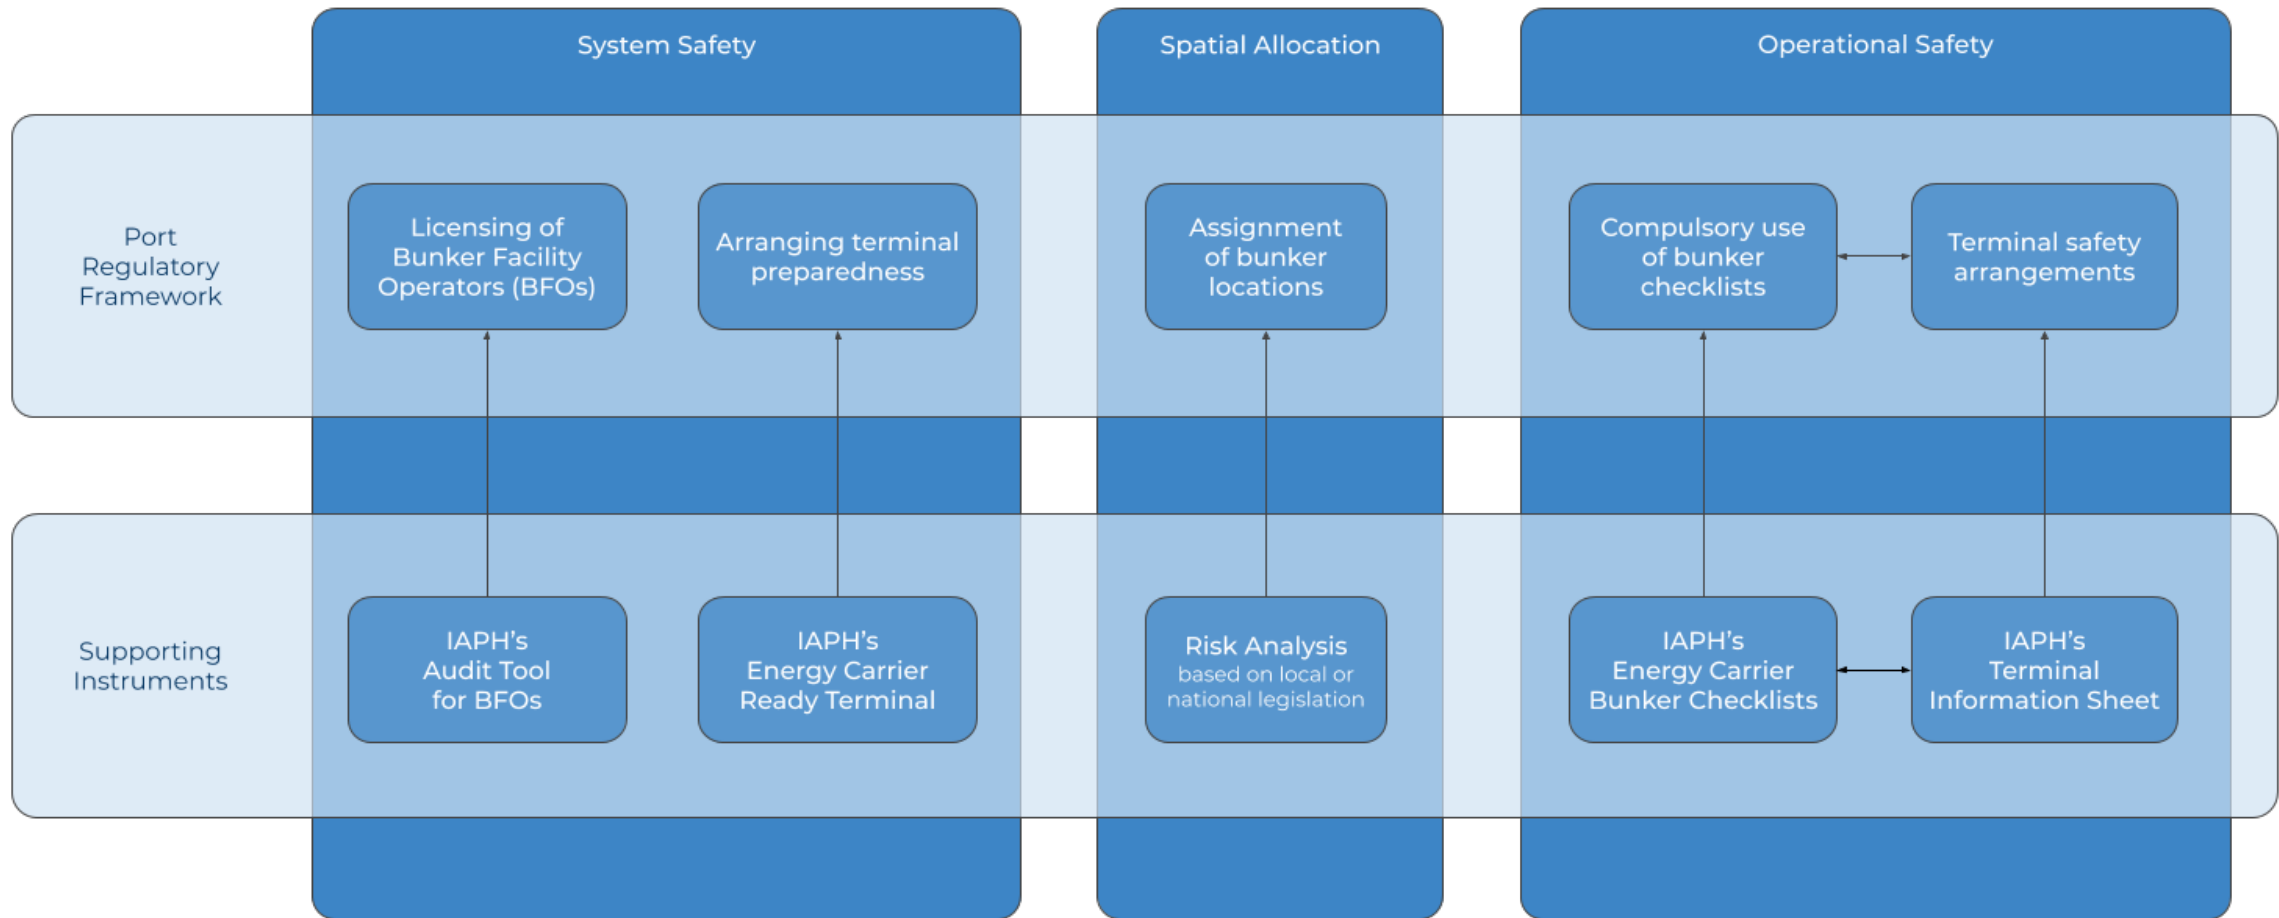 System Safety
Spatial Allocation
Operational Safety
Port
Regulatory
Framework
Licensing of
Bunker Facility
Operators (BFOs)
Arranging terminal
preparedness
Assignment
of bunker
locations
Compulsory use
of bunker
checklists
Terminal safety
arrangements
Supporting
Instruments
IAPH’s
Audit Tool
for BFOs
IAPH’s
Energy Carrier
Ready Terminal
Risk Analysis
based on local or
national legislation
IAPH’s
Energy Carrier
Bunker Checklists
IAPH’s
Terminal
Information Sheet